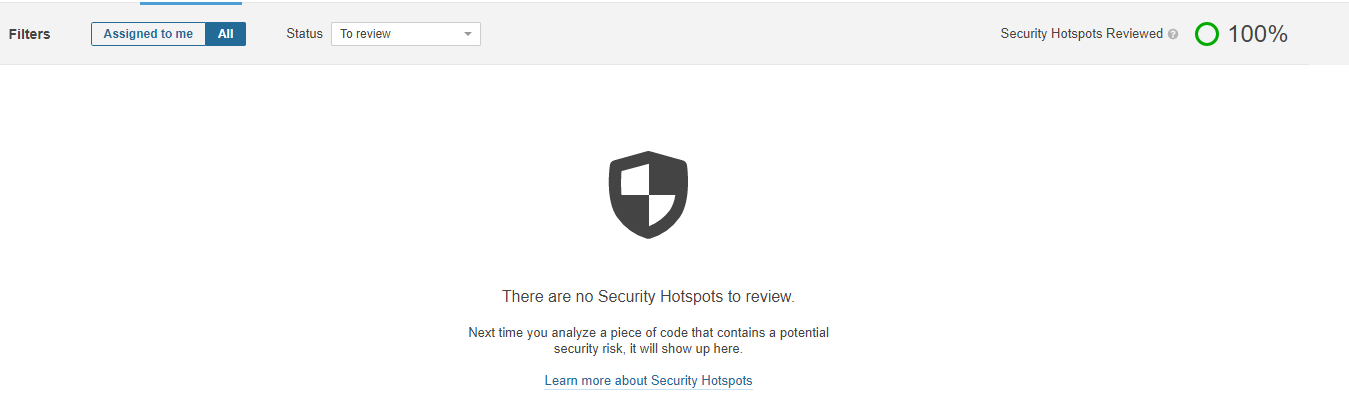 Filters Assigned to me All Status To review Security Hotspots Reviewed ? 100%
There are no Security Hotspots to review.
Next time you analyze a piece of code that contains a potential
security risk, it will show up here.
Learn more about Security Hotspots